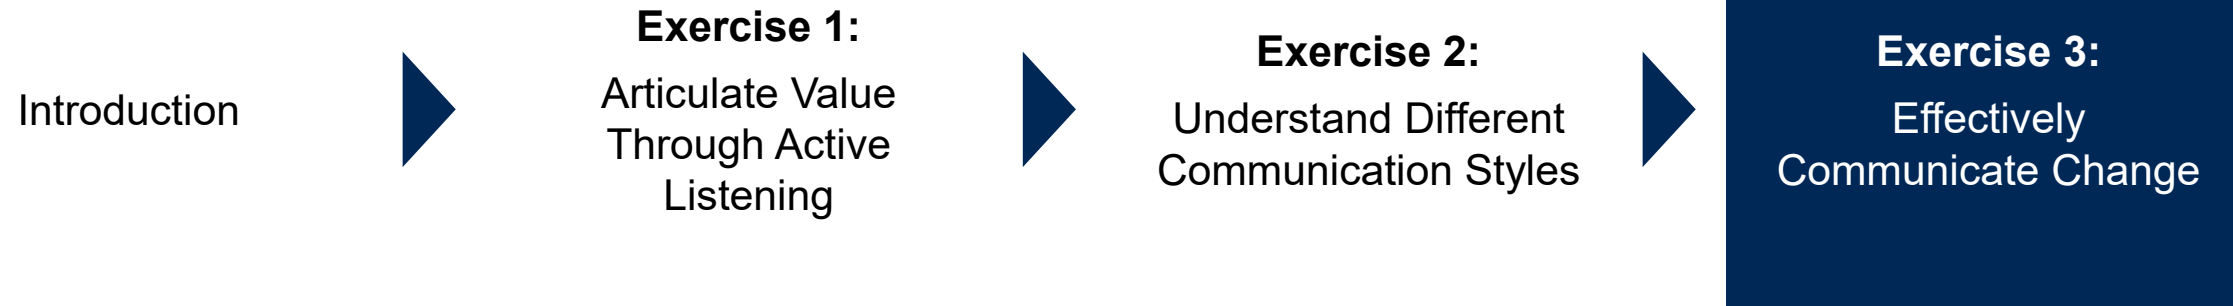 Introduction
Exercise 1:
Articulate Value
Through Active
Listening
Exercise 2:
Understand Different
Communication Styles
Exercise 3:
Effectively
Communicate Change